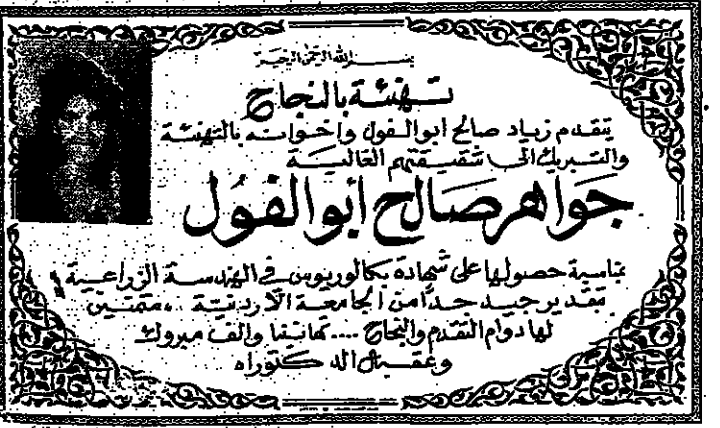 بسم الله الرحمن الرحيم
تهنئة بالنجاح
يتقدم زياد صالح ابو الفول واخواته بالتهنئة
والتبريك الى شقيقتهم الغالية
جواهر صالح أبو الفول
بمناسبة حصولها على شهادة بكالوريوس في الهندسة الزراعية
بتقدير جيد جداً من الجامعة الأردنية .. متمنين
لها دوام التقدم والنجاح .... تهانينا والف مبروك
وعقبال الدكتوراه